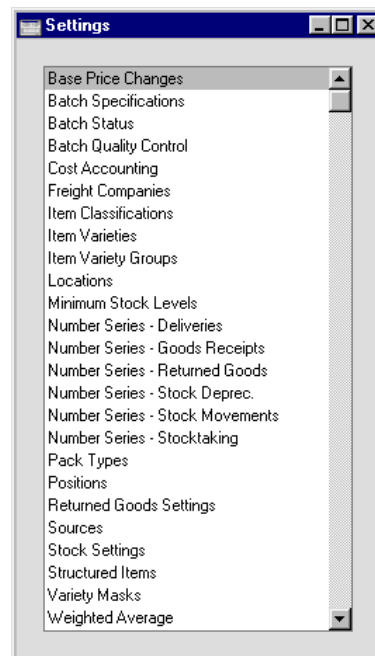 Settings
Base Price Changes
Batch Specifications
Batch Status
Batch Quality Control
Cost Accounting
Freight Companies
Item Classifications
Item Varieties
Item Variety Groups
Locations
Minimum Stock Levels
Number Series - Deliveries
Number Series - Goods Receipts
Number Series - Returned Goods
Number Series - Stock Deprec.
Number Series - Stock Movements
Number Series - Stocktaking
Pack Types
Positions
Returned Goods Settings
Sources
Stock Settings
Structured Items
Variety Masks
Weighted Average